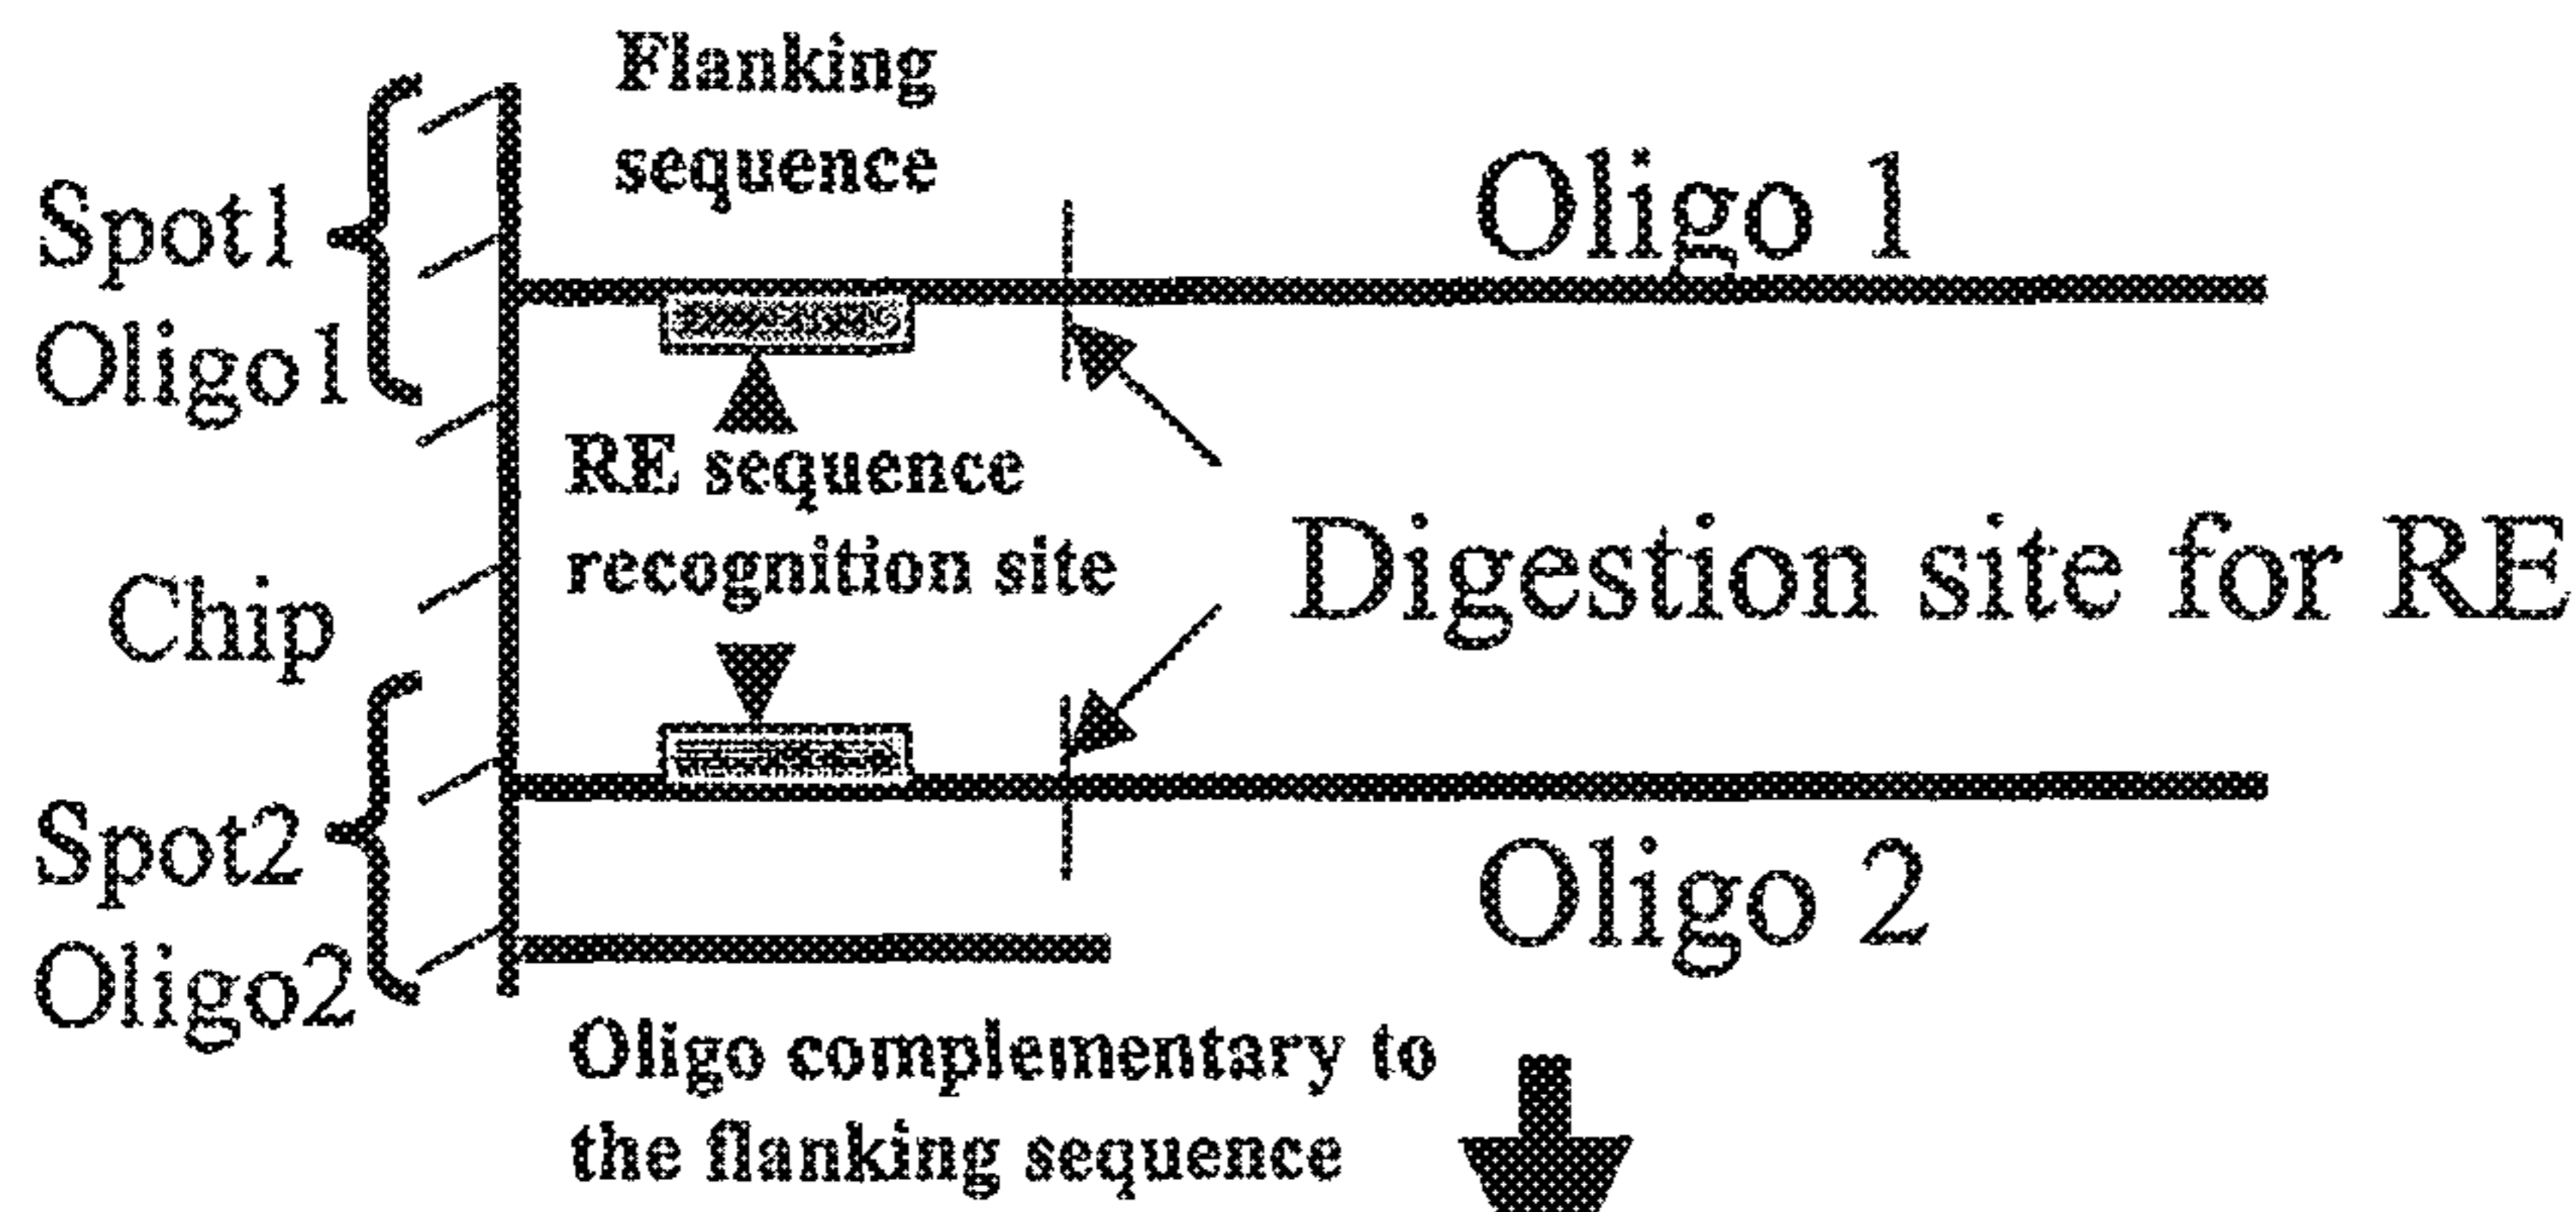 Flanking
sequence
Spot1
Oligo1
Oligo 1
RE sequence
recognition site
Digestion site for RE
Chip
Spot2
Oligo2
Oligo 2
Oligo complementary to
the flanking sequence